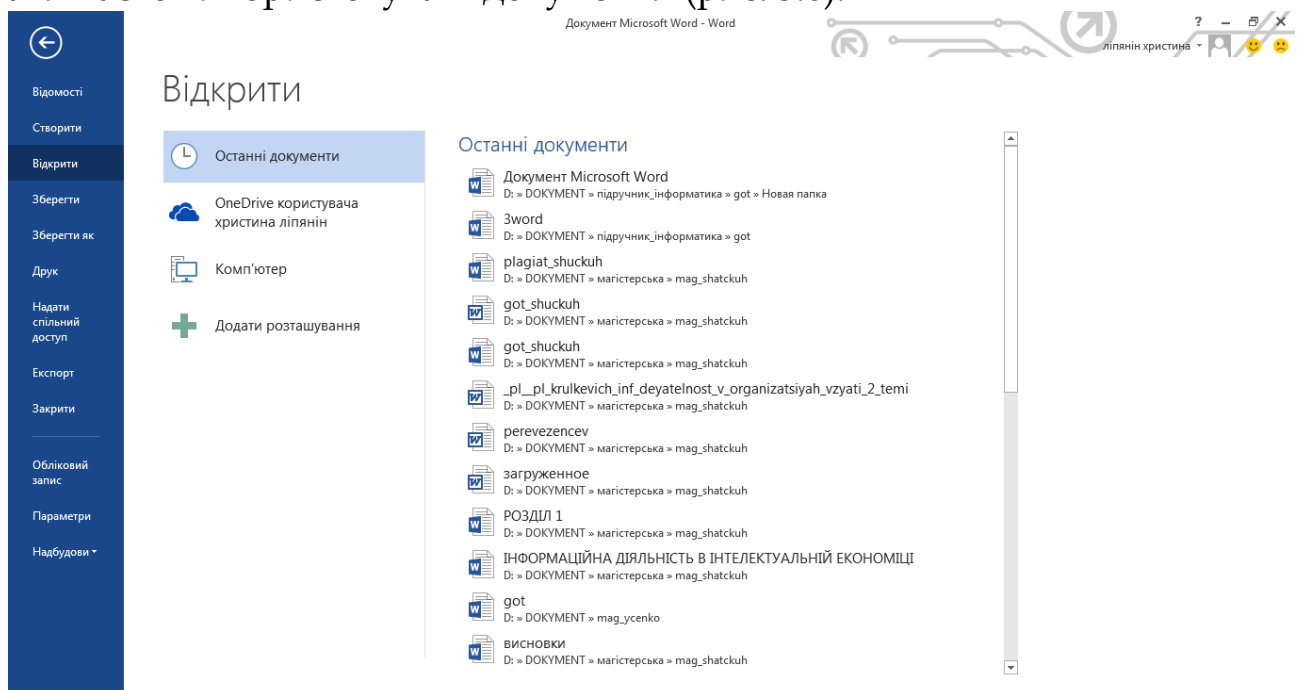 Документ Microsoft Word - Word
?
ліпянін христина
Відомості
Створити
Відкрити
Зберегти
Зберегти як
Друк
Надати
спільний
доступ
Експорт
Закрити
Обліковий
запис
Параметри
Надбудови
Відкрити
Останні документи
OneDrive користувача
христина ліпянін
Комп'ютер
Додати розташування
Останні документи
Документ Microsoft Word
D: » DOKYMENT » підручник_інформатика » got » Новая папка
3word
D: » DOKYMENT » підручник_інформатика » got
plagiat_shuckuh
D: » DOKYMENT » магістерська » mag_shatckuh
got_shuckuh
D: » DOKYMENT » магістерська » mag_shatckuh
got_shuckuh
D: » DOKYMENT » магістерська » mag_shatckuh
_pl__pl_krulkevich_inf_deyatelnost_v_organizatsiyah_vzyati_2_temi
D: » DOKYMENT » магістерська » mag_shatckuh
perevezencev
D: » DOKYMENT » магістерська » mag_shatckuh
загруженное
D: » DOKYMENT » магістерська » mag_shatckuh
РОЗДІЛ 1
D: » DOKYMENT » магістерська » mag_shatckuh
ІНФОРМАЦІЙНА ДІЯЛЬНІСТЬ В ІНТЕЛЕКТУАЛЬНІЙ ЕКОНОМІЦІ
D: » DOKYMENT » магістерська » mag_shatckuh
got
D: » DOKYMENT » mag_ycenko
висновки
D: » DOKYMENT » магістерська » mag_shatckuh